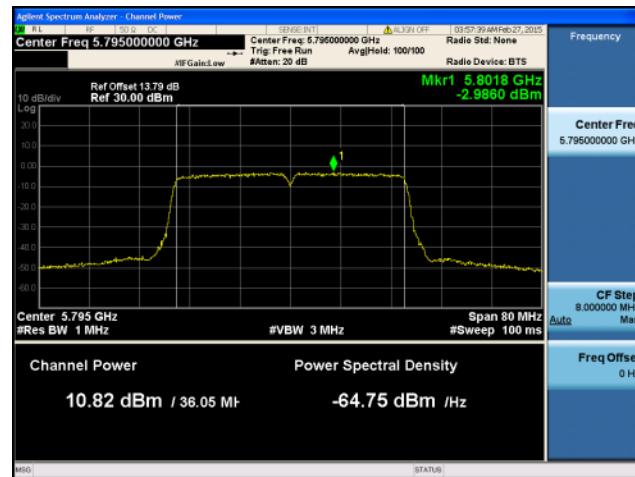 Agilent Spectrum Analyzer - Channel Power
RL RF 50 Ω DC SENSE:INT ALIGN OFF 03:57:39 AM Feb 27, 2015
Center Freq 5.795000000 GHz
Center Freq: 5.795000000 GHz
Radio Std: None
Trig: Free Run Avg|Hold: 100/100
#IFGain:Low #Atten: 20 dB Radio Device: BTS
Frequency
Ref Offset 13.79 dB
10 dB/div Ref 30.00 dBm
Mkr1 5.8018 GHz
-2.9860 dBm
Log
20.0
10.0
0.00
-10.0
-20.0
-30.0
-40.0
-50.0
-60.0
1
Center 5.795 GHz Span 80 MHz
#Res BW 1 MHz #VBW 3 MHz #Sweep 100 ms
Channel Power Power Spectral Density
10.82 dBm / 36.05 MH -64.75 dBm /Hz
Center Fre
5.795000000 GH
CF Step
8.000000 MH
Auto Ma
Freq Offse
0 H
MSG STATUS